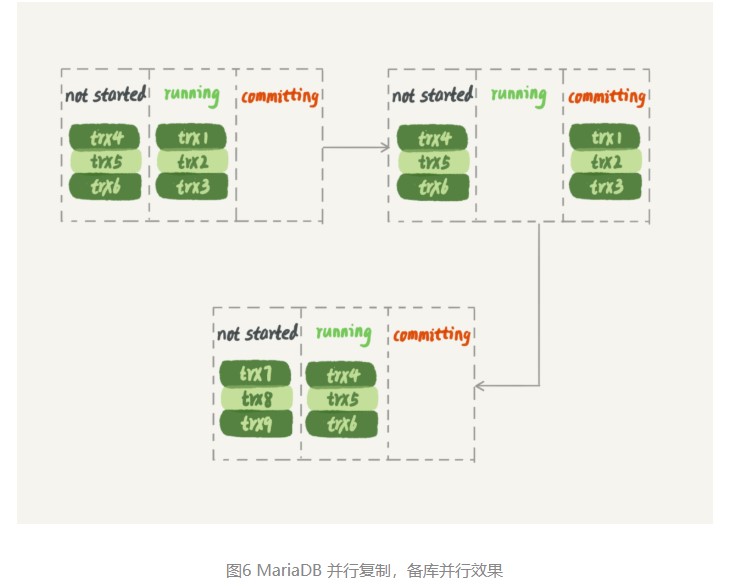 not started running committing
trx4 trx1
trx5 trx2
trx6 trx3
not started running committing
trx4 trx1
trx5 trx2
trx6 trx3
not started running committing
trx7 trx4
trx8 trx5
trx9 trx6
图6 MariaDB 并行复制，备库并行效果